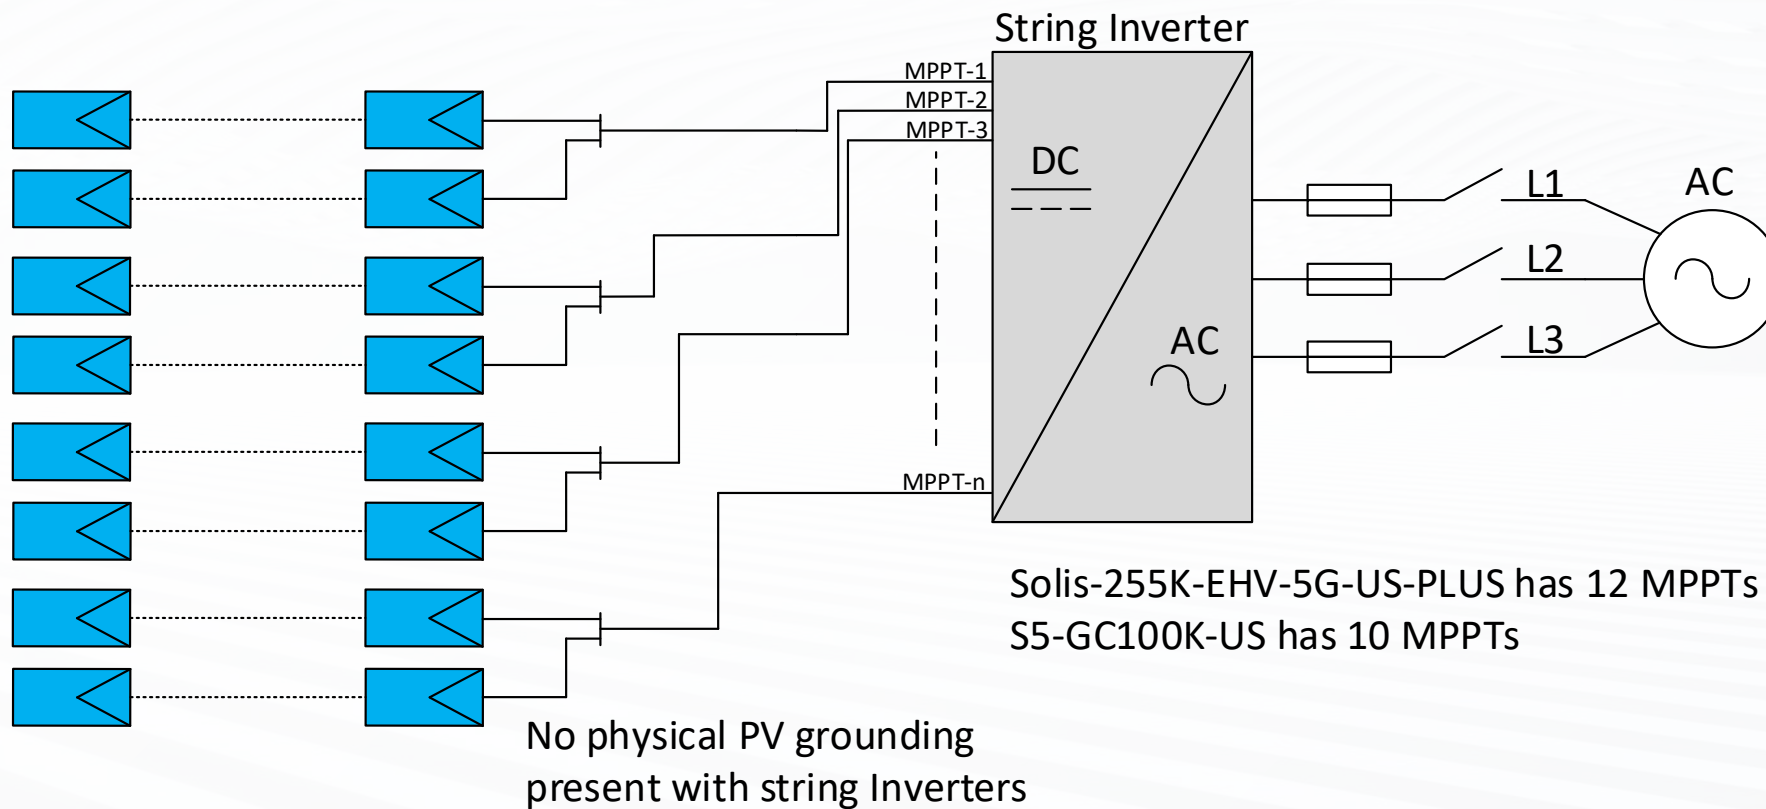 String Inverter
MPPT-1
MPPT-2
MPPT-3
DC
L1
AC
L2
L3
AC
MPPT-n
Solis-255K-EHV-5G-US-PLUS has 12 MPPTs
S5-GC100K-US has 10 MPPTs
No physical PV grounding
present with string Inverters